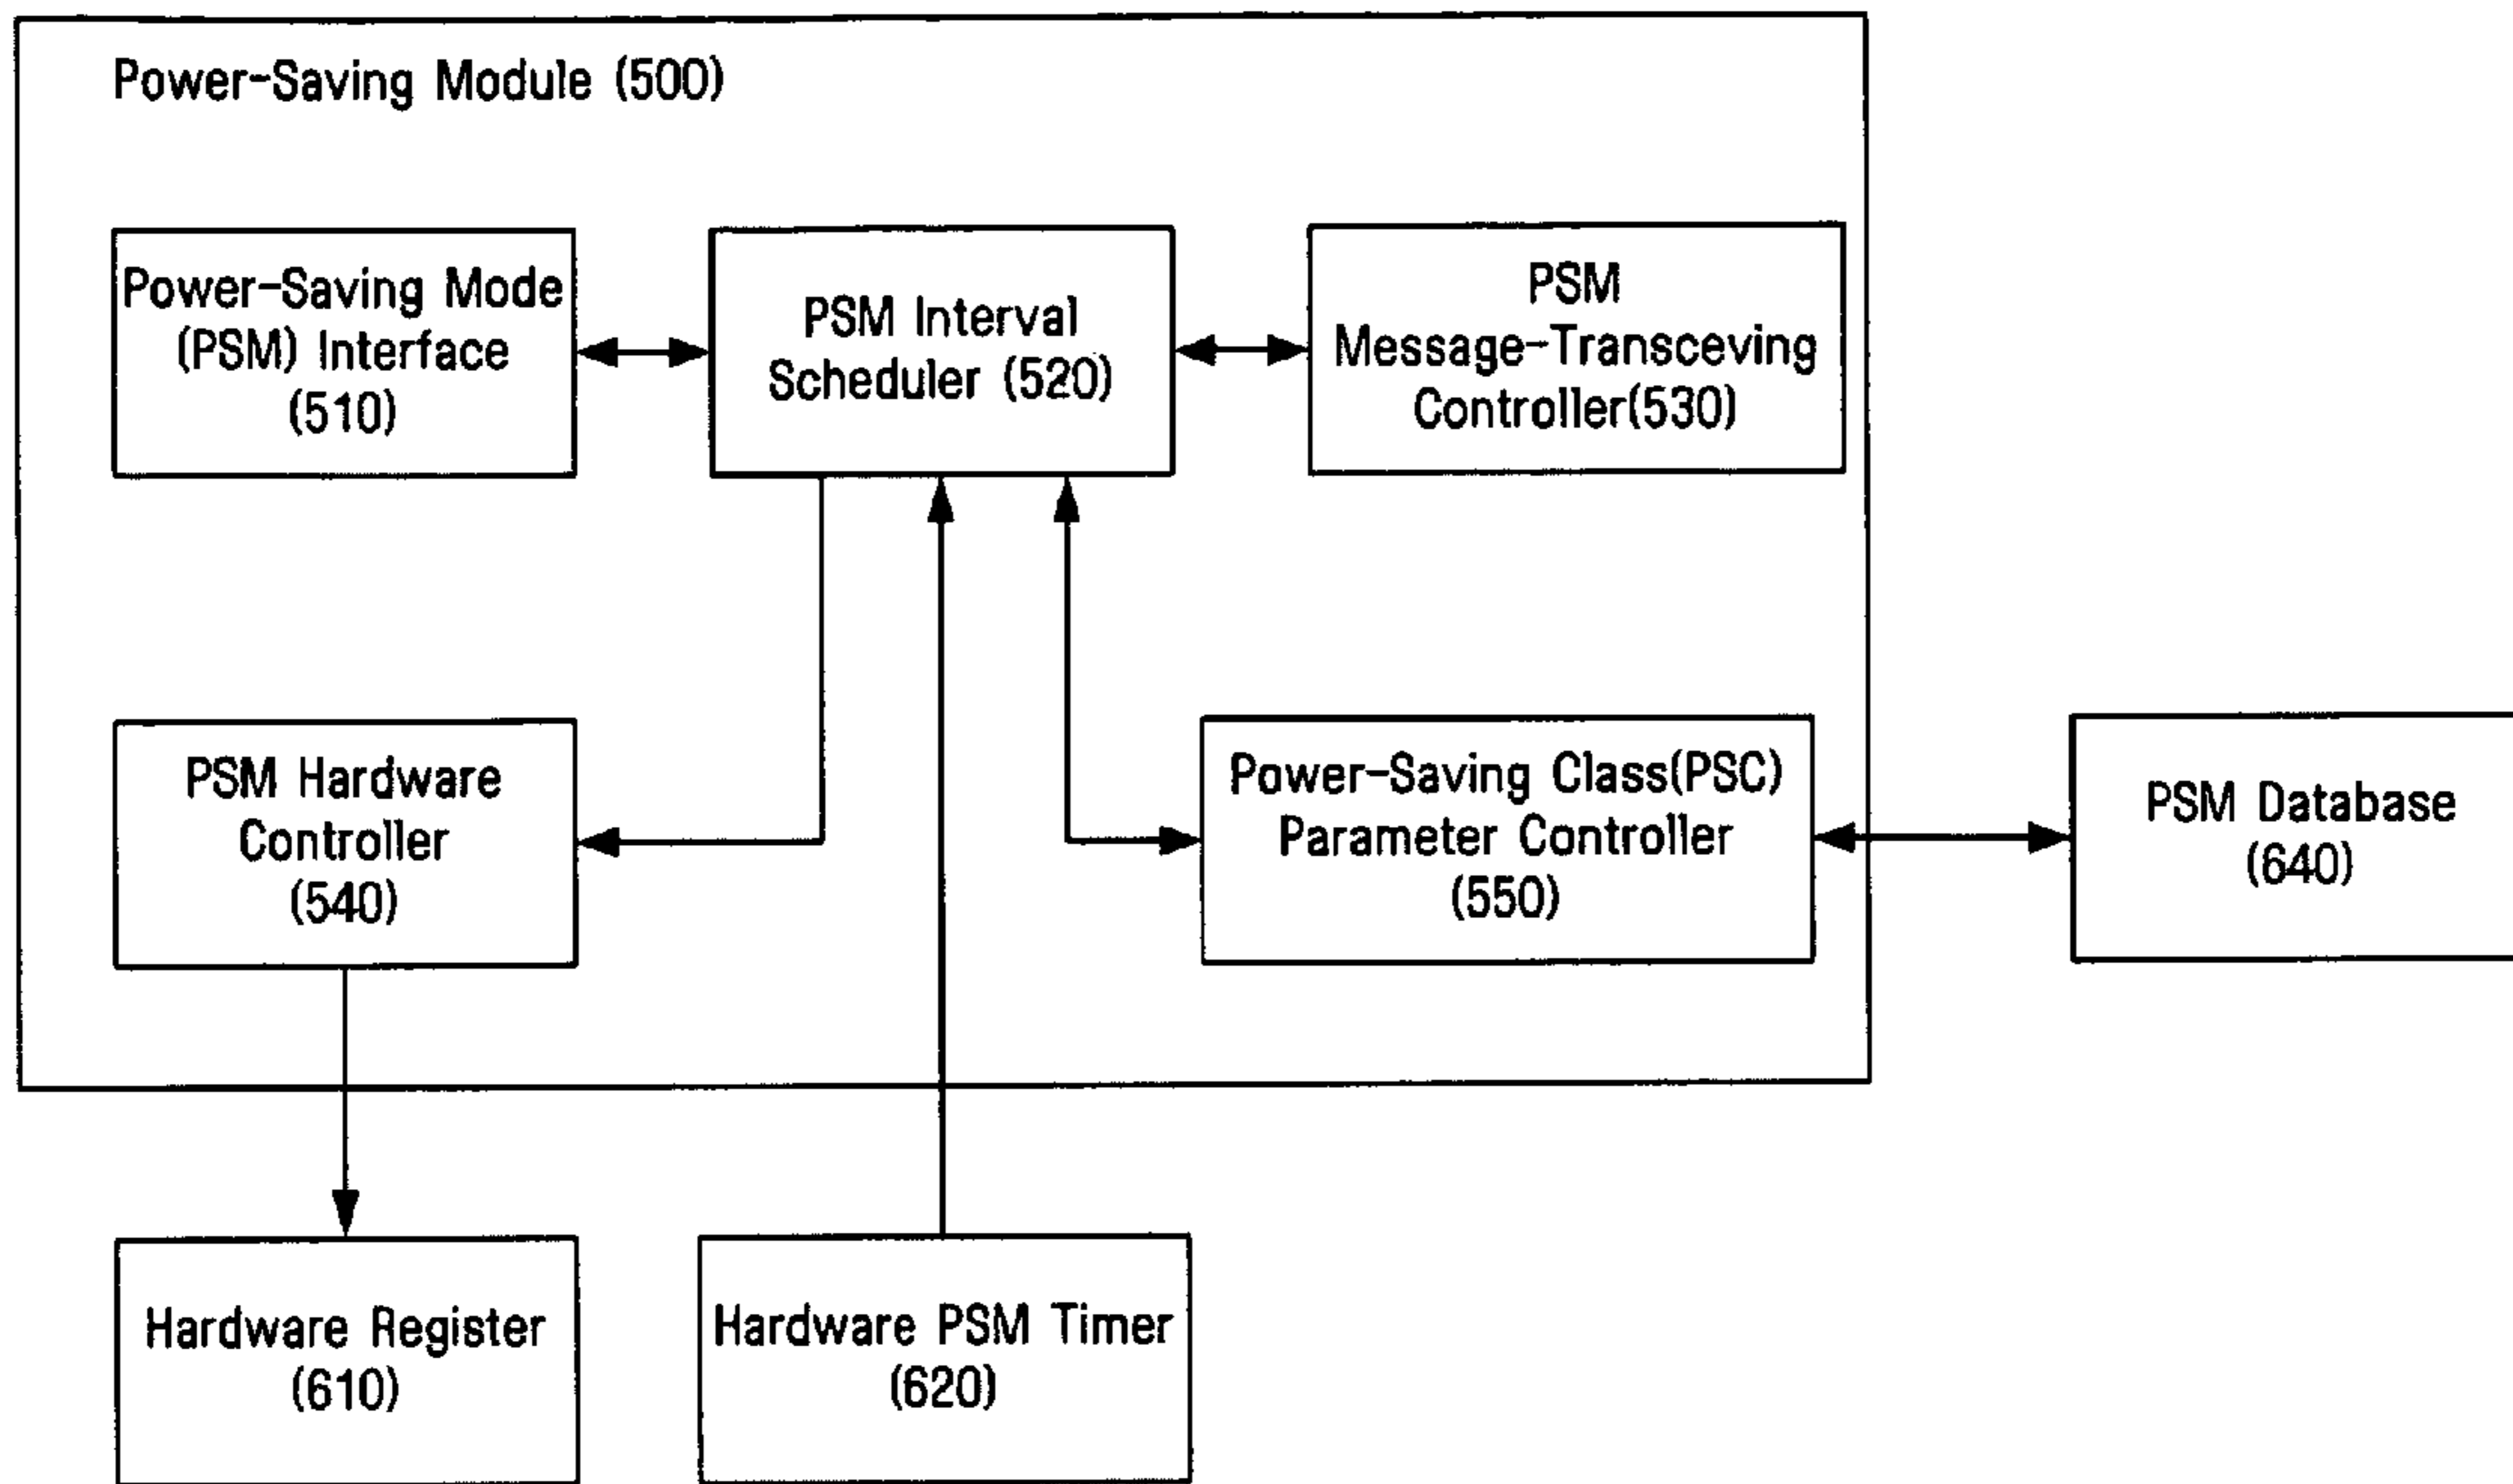 Power-Saving Module (500)
Power-Saving Mode
(PSM) Interface
(510)
PSM Interval
Scheduler (520)
PSM
Message-Transceving
Controller(530)
PSM Hardware
Controller
(540)
Power-Saving Class(PSC)
Parameter Controller
(550)
PSM Database
(640)
Hardware Register
(610)
Hardware PSM Timer
(620)